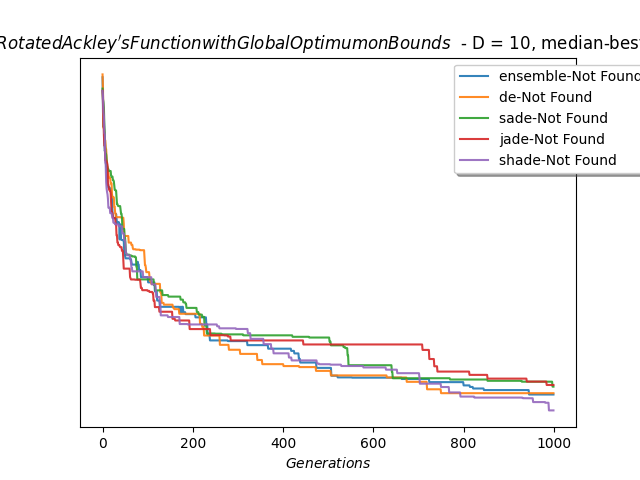 RotatedAckley'sFunctionwithGlobalOptimumonBounds - D = 10, median-best
ensemble-Not Found
de-Not Found
sade-Not Found
jade-Not Found
shade-Not Found
0 200 400 600 800 1000
Generations